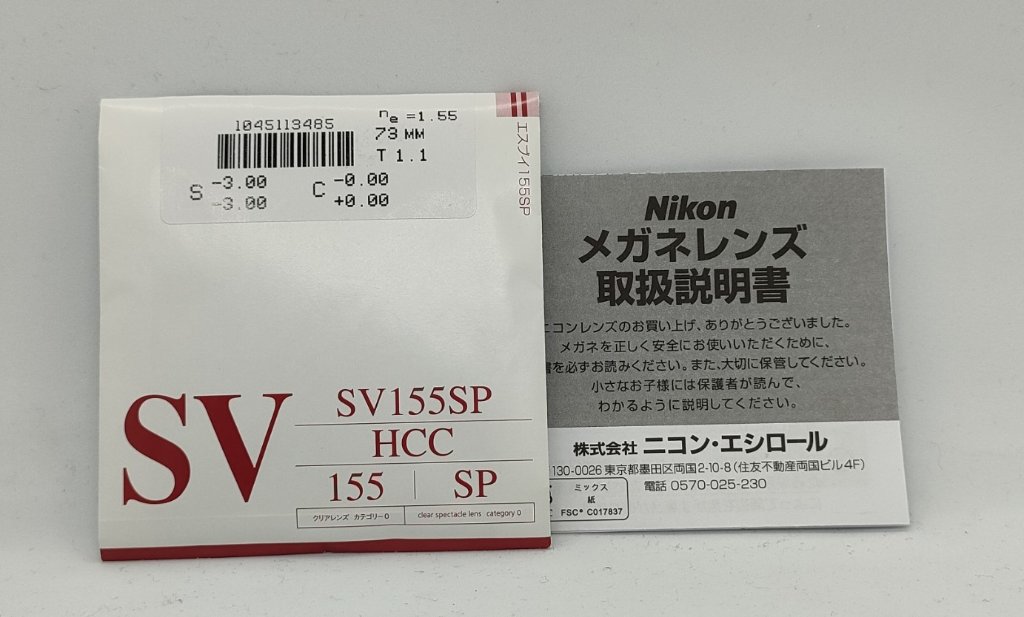 1045113485
ne =1.55
73 MM
T 1.1
S -3.00 C -0.00
-3.00 +0.00
エスブイ155SP
SV
SV155SP
HCC
155 SP
クリアレンズ カテゴリー0
clear spectacle lens category 0
Nikon
メガネレンズ
取扱説明書
ニコンレンズのお買い上げ、ありがとうございました。
メガネを正しく安全にお使いいただくために、
書を必ずお読みください。また、大切に保管してください。
小さなお子様には保護者が読んで、
わかるように説明してください。
株式会社 ニコン・エシロール
130-0026 東京都墨田区両国2-10-8(住友不動産両国ビル4F)
電話 0570-025-230
ミックス
紙
FSC® C017837